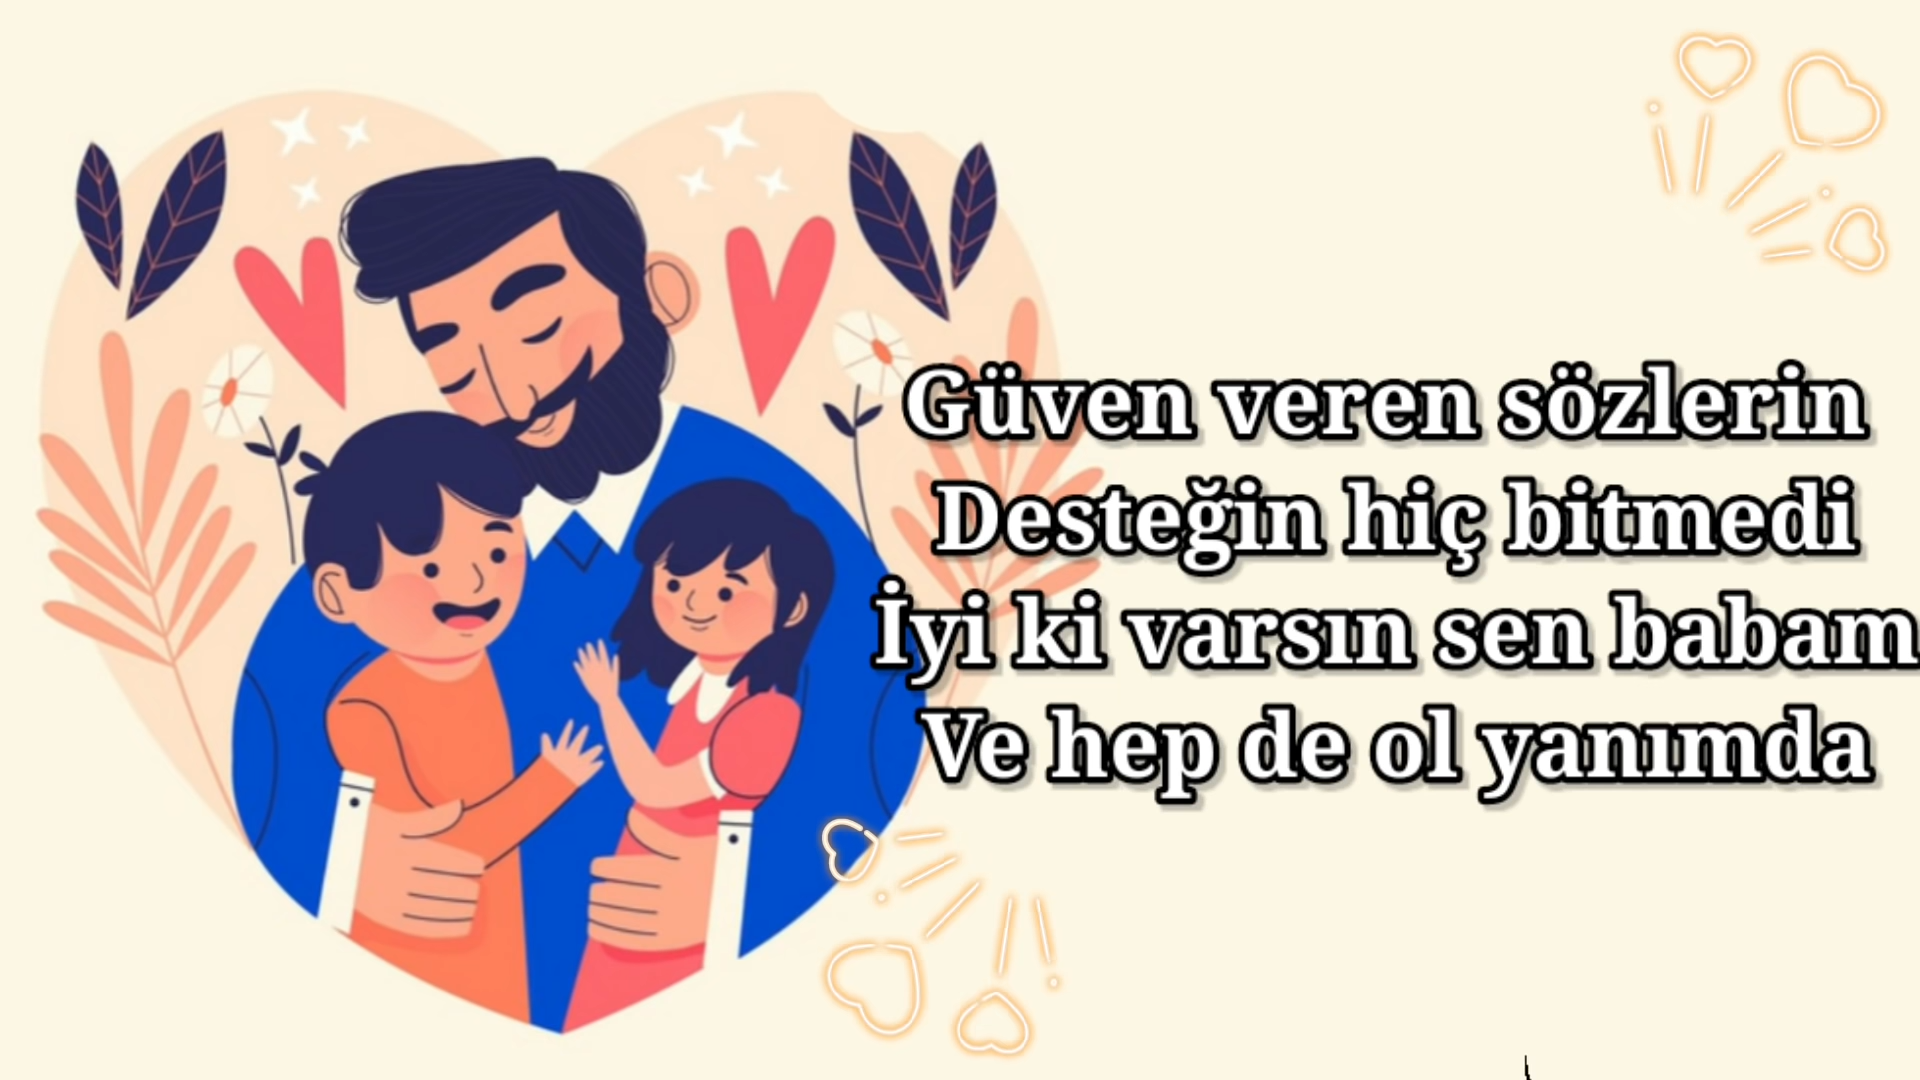 Güven veren sözlerin
Desteğin hiç bitmedi
İyi ki varsın sen babam
Ve hep de ol yanımda